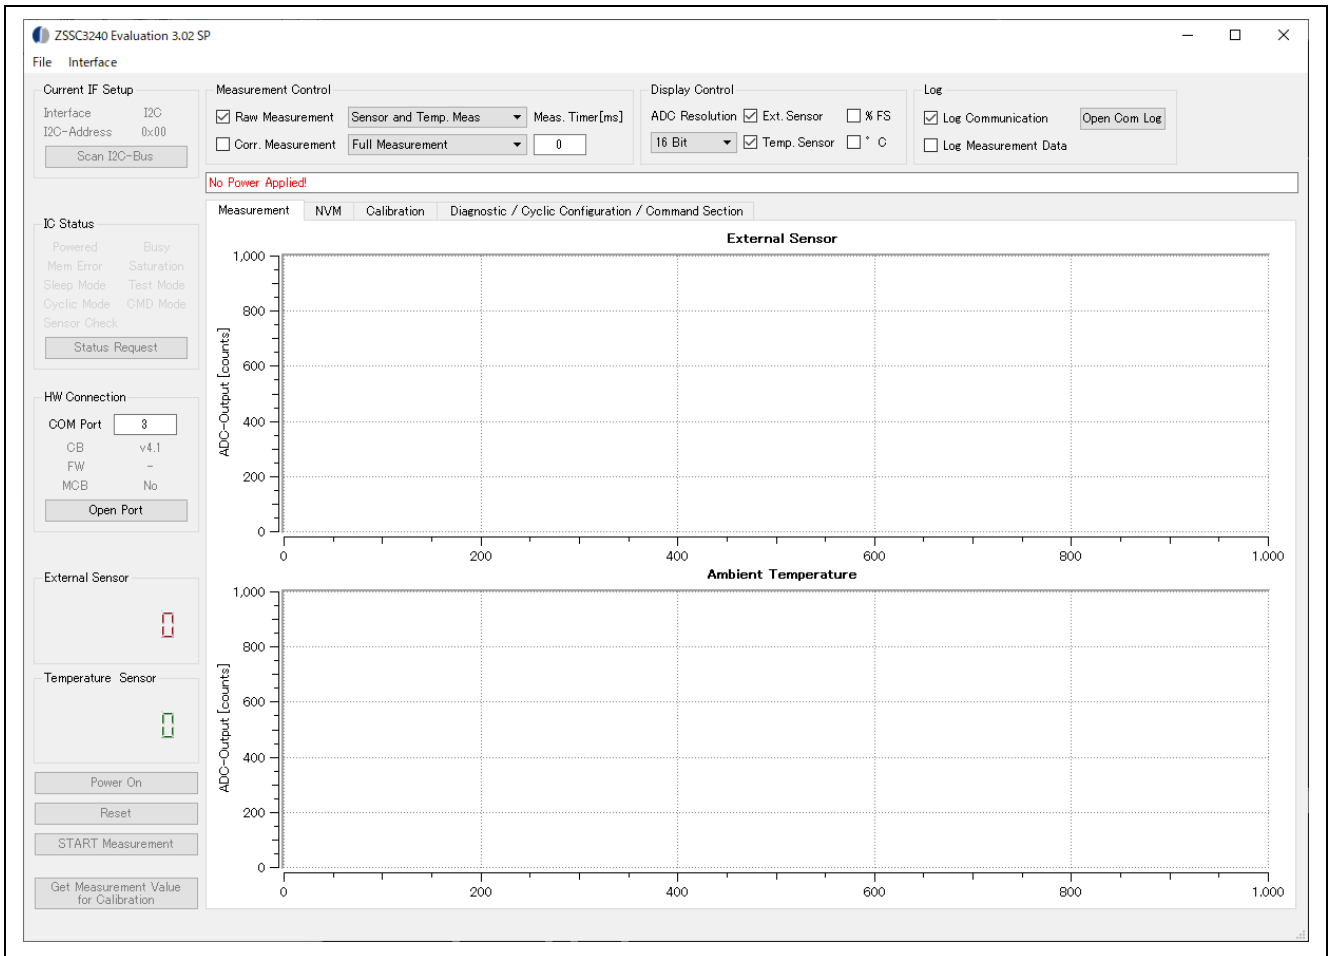 ZSSC3240 Evaluation 3.02 SP
File Interface
Current IF Setup
Interface I2C
I2C-Address 0x00
Scan I2C-Bus
Measurement Control
Raw Measurement Sensor and Temp. Meas Meas. Timer[ms]
Corr. Measurement Full Measurement 0
Display Control
ADC Resolution Ext. Sensor % FS
16 Bit Temp. Sensor ° C
Log
Log Communication Open Com Log
Log Measurement Data
No Power Applied!
Measurement NVM Calibration Diagnostic / Cyclic Configuration / Command Section
IC Status
Powered Busy
Mem Error Saturation
Sleep Mode Test Mode
Cyclic Mode CMD Mode
Sensor Check
Status Request
HW Connection
COM Port 3
CB v4.1
FW -
MCB No
Open Port
External Sensor
0
Temperature Sensor
0
Power On
Reset
START Measurement
Get Measurement Value
for Calibration
External Sensor
ADC-Output [counts]
1,000
800
600
400
200
0
0 200 400 600 800 1,000
Ambient Temperature
ADC-Output [counts]
1,000
800
600
400
200
0
0 200 400 600 800 1,000